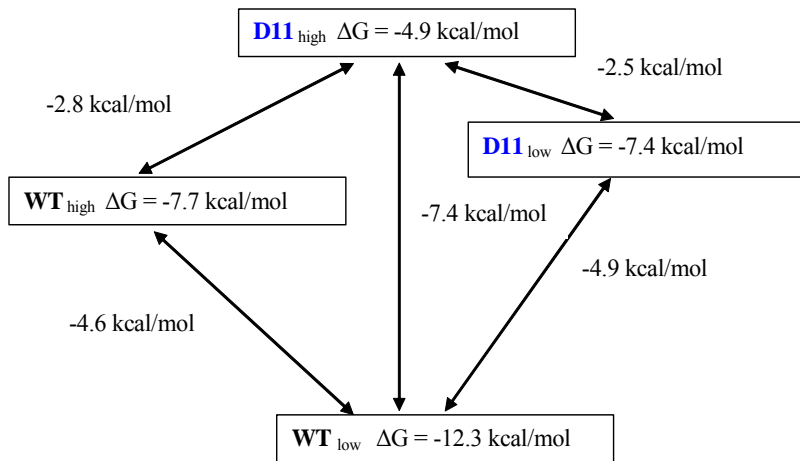 D11 high ΔG = -4.9 kcal/mol
-2.5 kcal/mol
-2.8 kcal/mol
D11 low ΔG = -7.4 kcal/mol
WT high ΔG = -7.7 kcal/mol
-7.4 kcal/mol
-4.9 kcal/mol
-4.6 kcal/mol
WT low ΔG = -12.3 kcal/mol